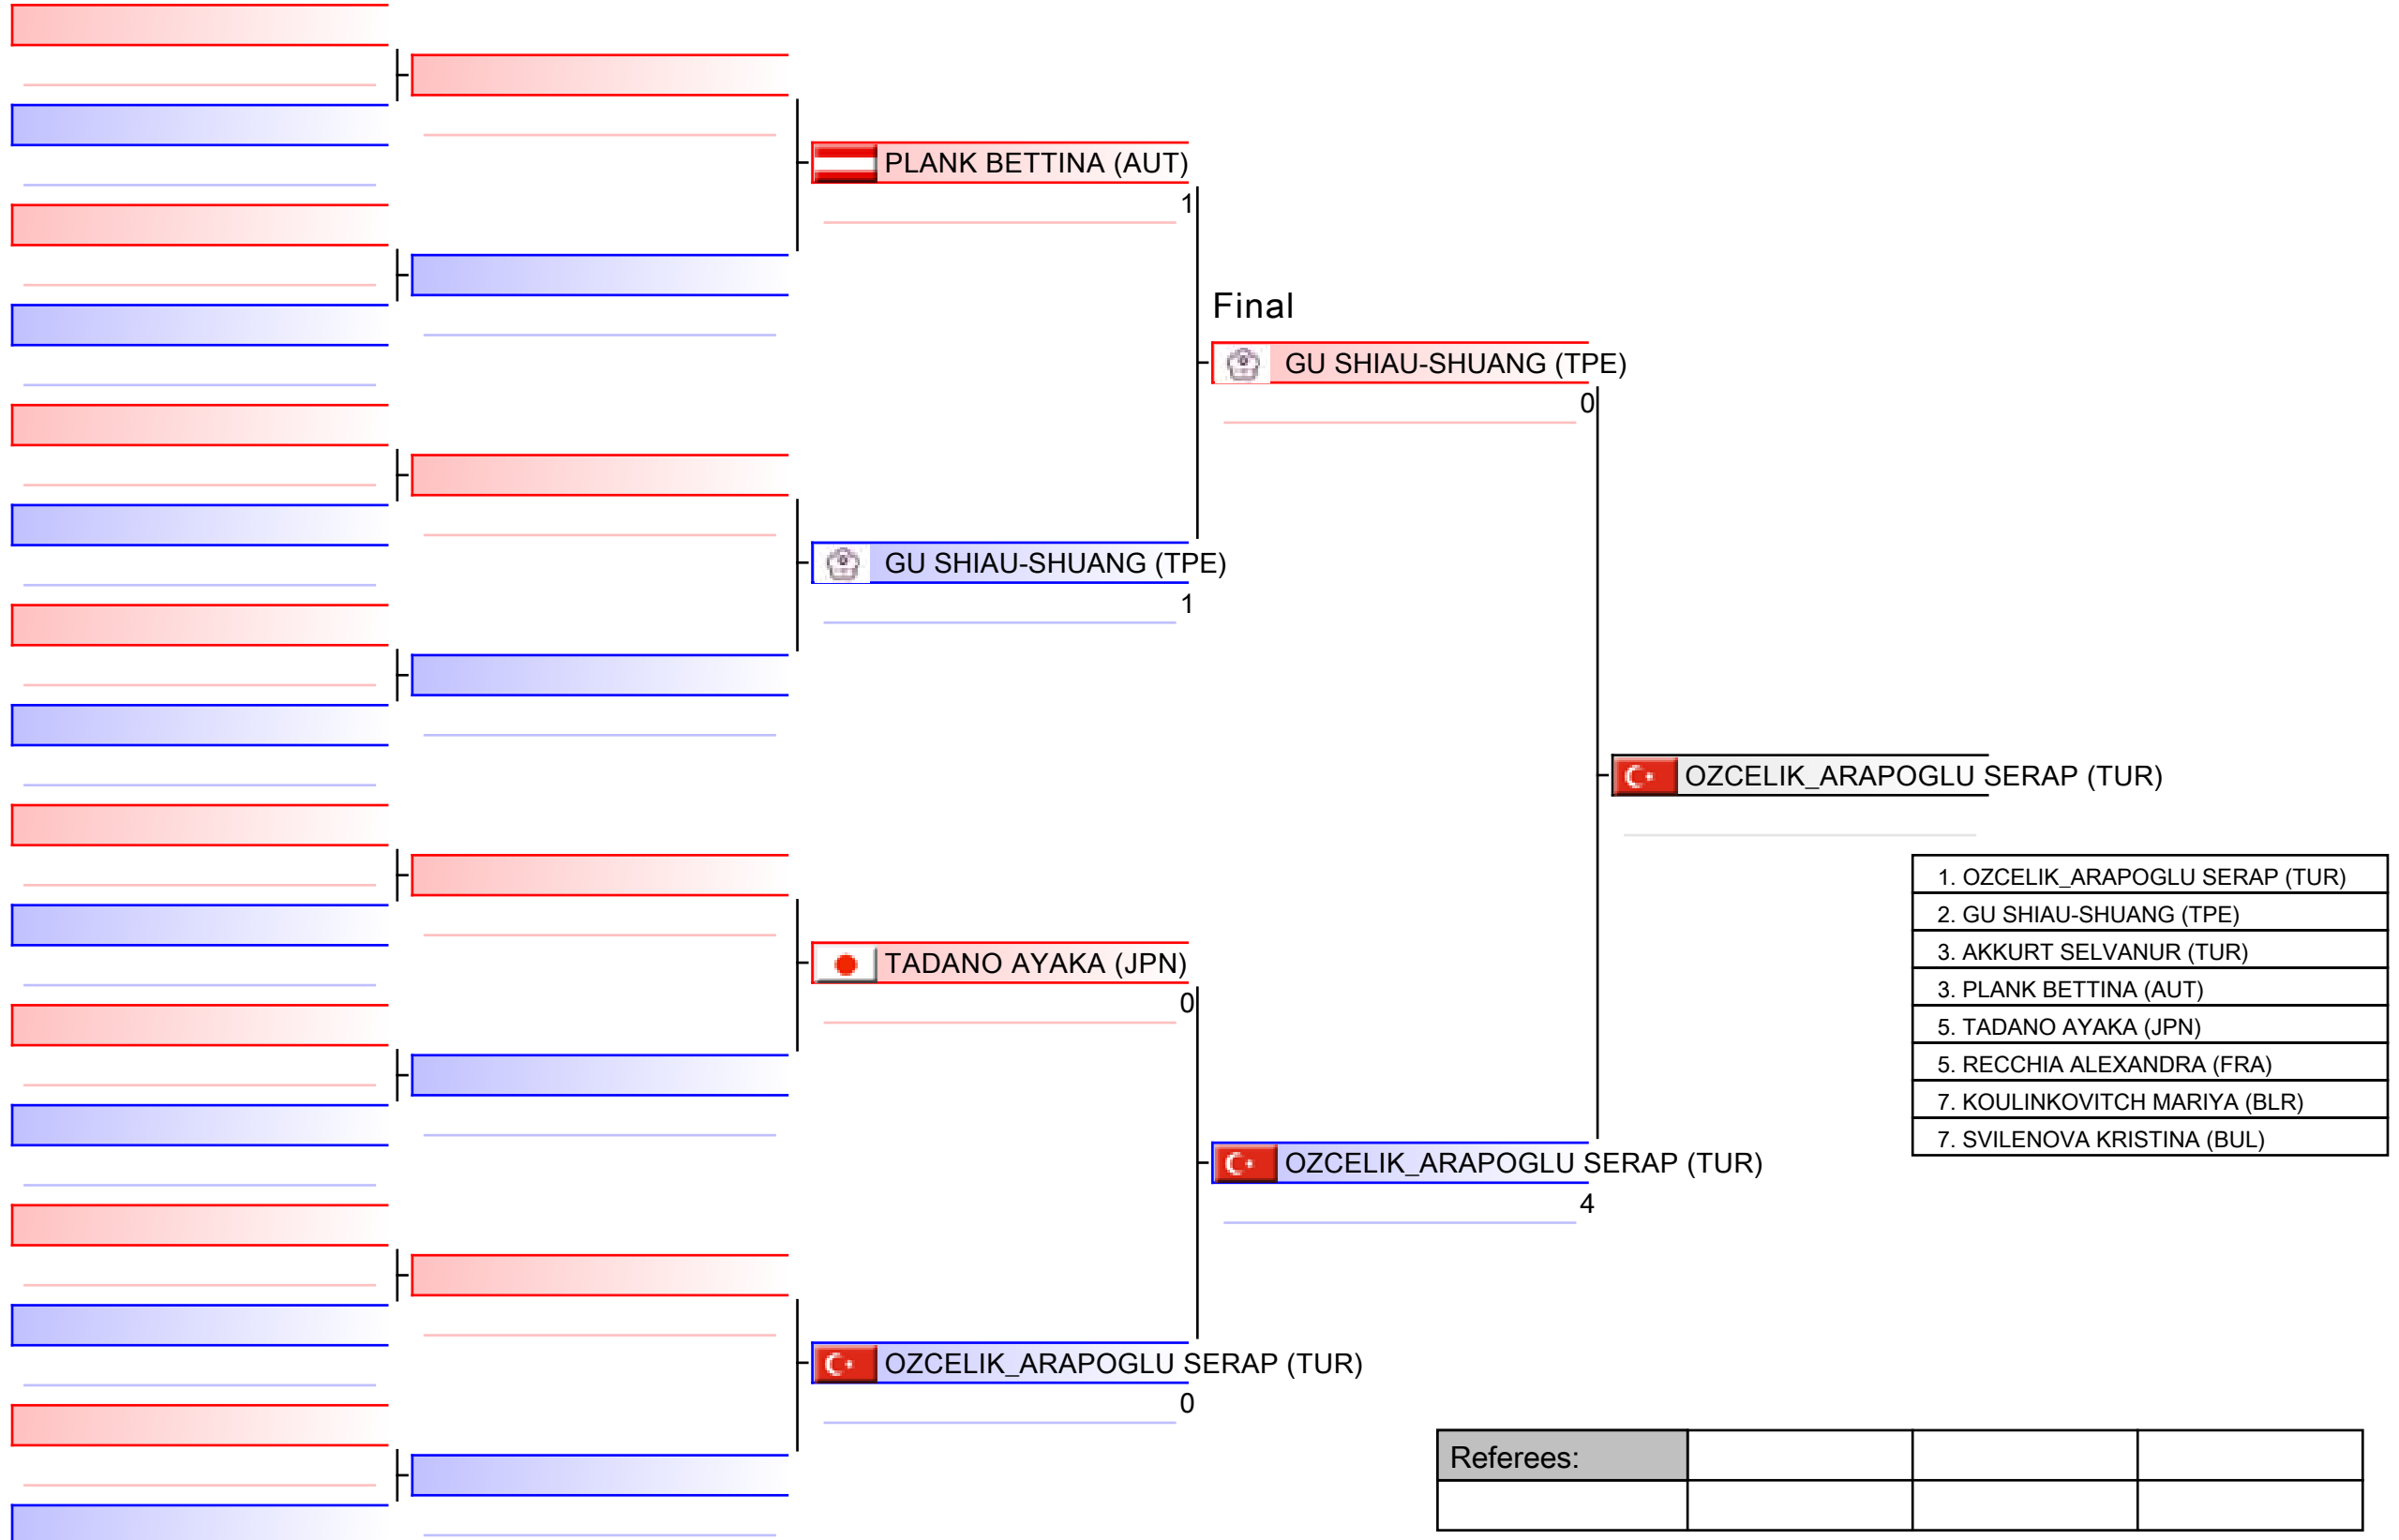 PLANK BETTINA (AUT)
1
Final
GU SHIAU-SHUANG (TPE)
0
GU SHIAU-SHUANG (TPE)
1
OZCELIK_ARAPOGLU SERAP (TUR)
1. OZCELIK_ARAPOGLU SERAP (TUR)
2. GU SHIAU-SHUANG (TPE)
3. AKKURT SELVANUR (TUR)
3. PLANK BETTINA (AUT)
5. TADANO AYAKA (JPN)
5. RECCHIA ALEXANDRA (FRA)
7. KOULINKOVITCH MARIYA (BLR)
7. SVILENOVA KRISTINA (BUL)
TADANO AYAKA (JPN)
0
OZCELIK_ARAPOGLU SERAP (TUR)
4
OZCELIK_ARAPOGLU SERAP (TUR)
0
Referees: